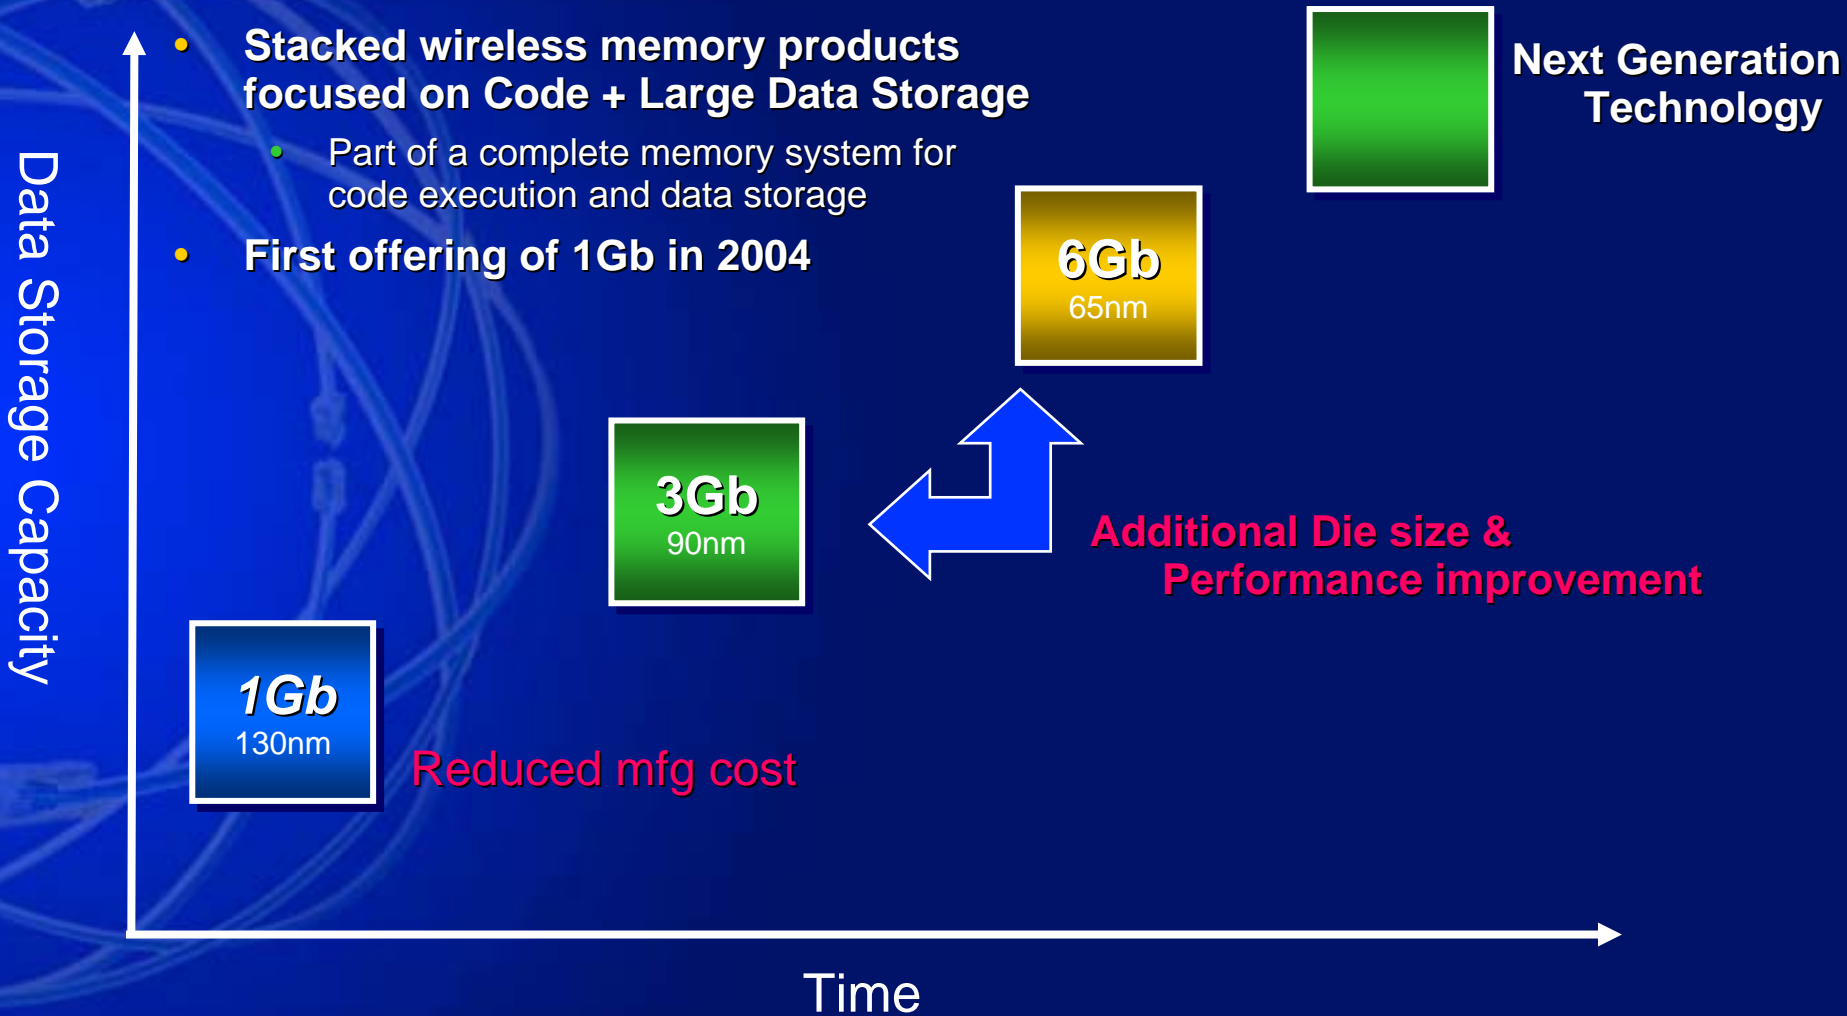 • Stacked wireless memory products
focused on Code + Large Data Storage
• Part of a complete memory system for
code execution and data storage
• First offering of 1Gb in 2004
Next Generation
Technology
6Gb
65nm
3Gb
90nm
Additional Die size &
Performance improvement
1Gb
130nm
Reduced mfg cost
Data Storage Capacity
Time